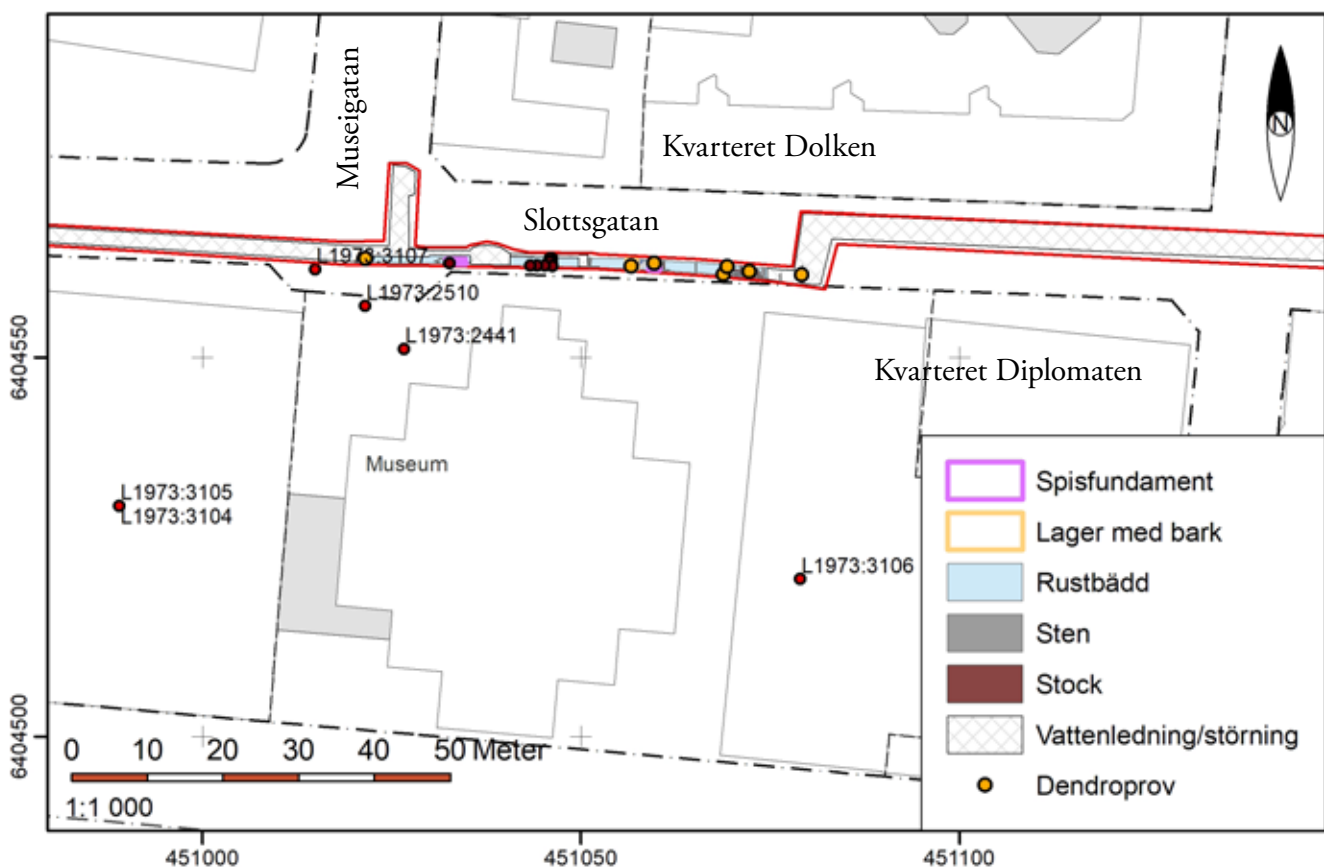 Museigatan
Kvarteret Dolken
N
Slottsgatan
L1973:3107
L1973:2510
L1973:2441
Kvarteret Diplomaten
Museum
L1973:3105
L1973:3104
L1973:3106
6404550
6404500
0 10 20 30 40 50 Meter
1:1 000
451000 451050 451100
Spisfundament
Lager med bark
Rustbädd
Sten
Stock
Vattenledning/störning
Dendroprov